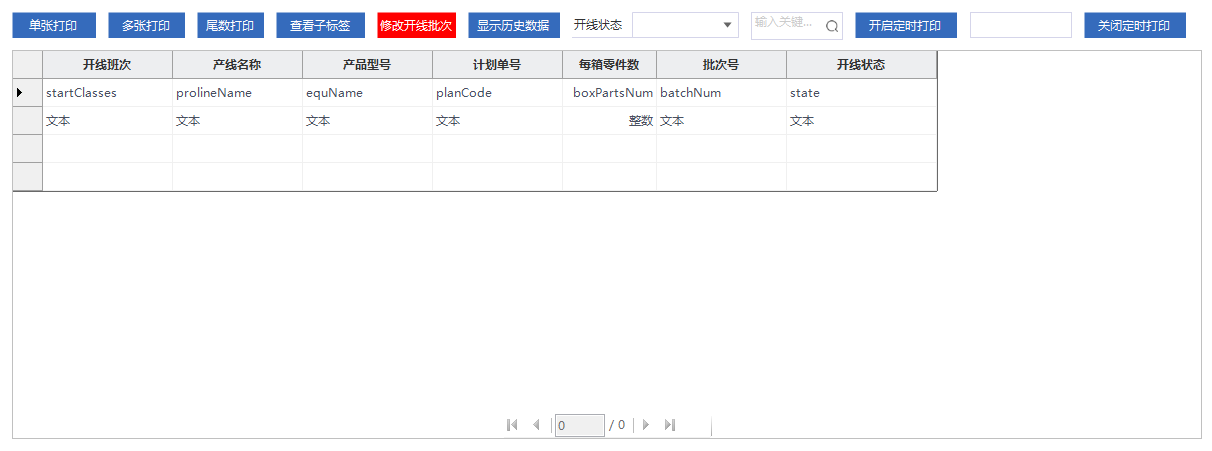 单张打印 多张打印 尾数打印 查看子标签 修改开线批次 显示历史数据 开线状态 输入关键... 开启定时打印 关闭定时打印
开线班次 产线名称 产品型号 计划单号 每箱零件数 批次号 开线状态
startClasses prolineName equName planCode boxPartsNum batchNum state
文本 文本 文本 文本 整数 文本 文本
0 / 0